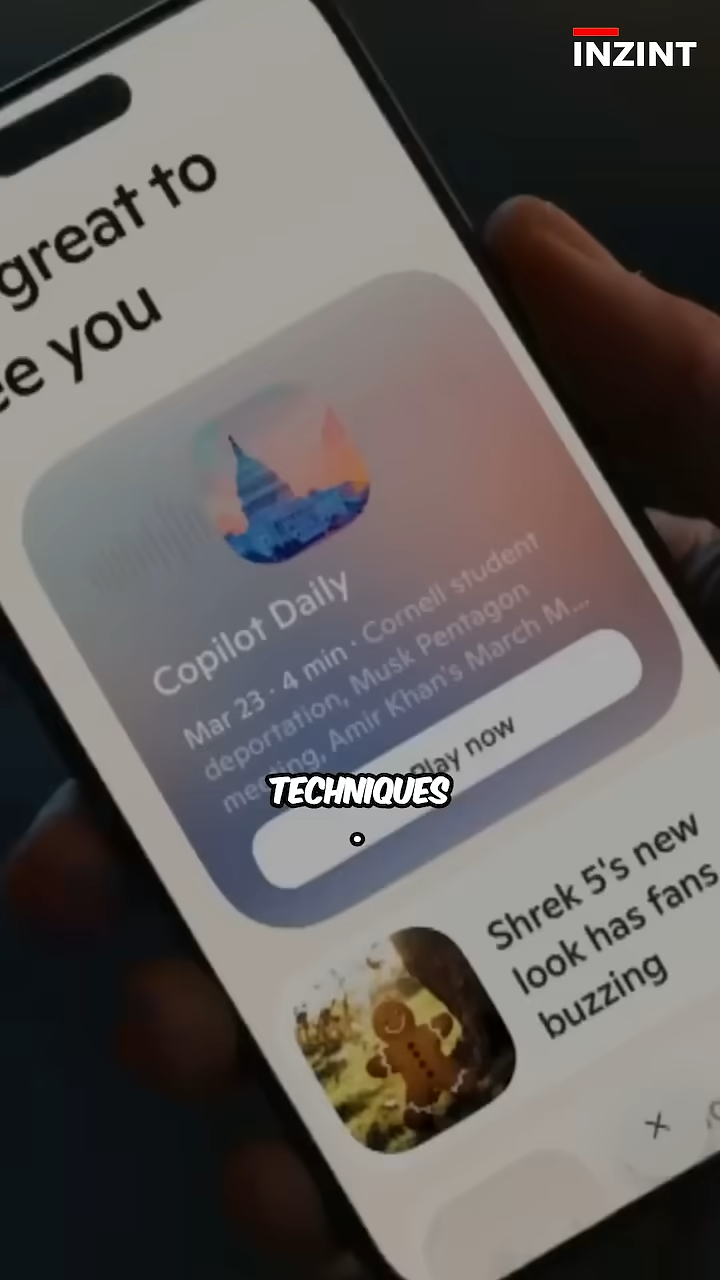 INZINT
great to
ee you
Copilot Daily
Mar 23 · 4 min · Cornell student
deportation, Musk Pentagon
meeting, Amir Khan's March M...
Play now
TECHNIQUES
.
Shrek 5's new
look has fans
buzzing